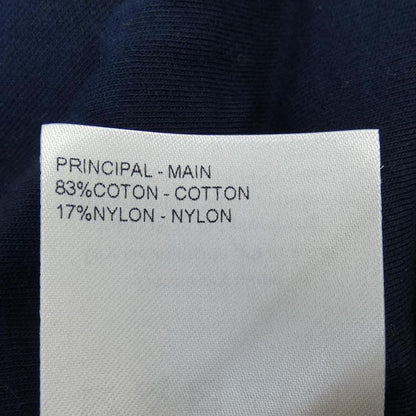 PRINCIPAL - MAIN
83%COTON - COTTON
17%NYLON - NYLON